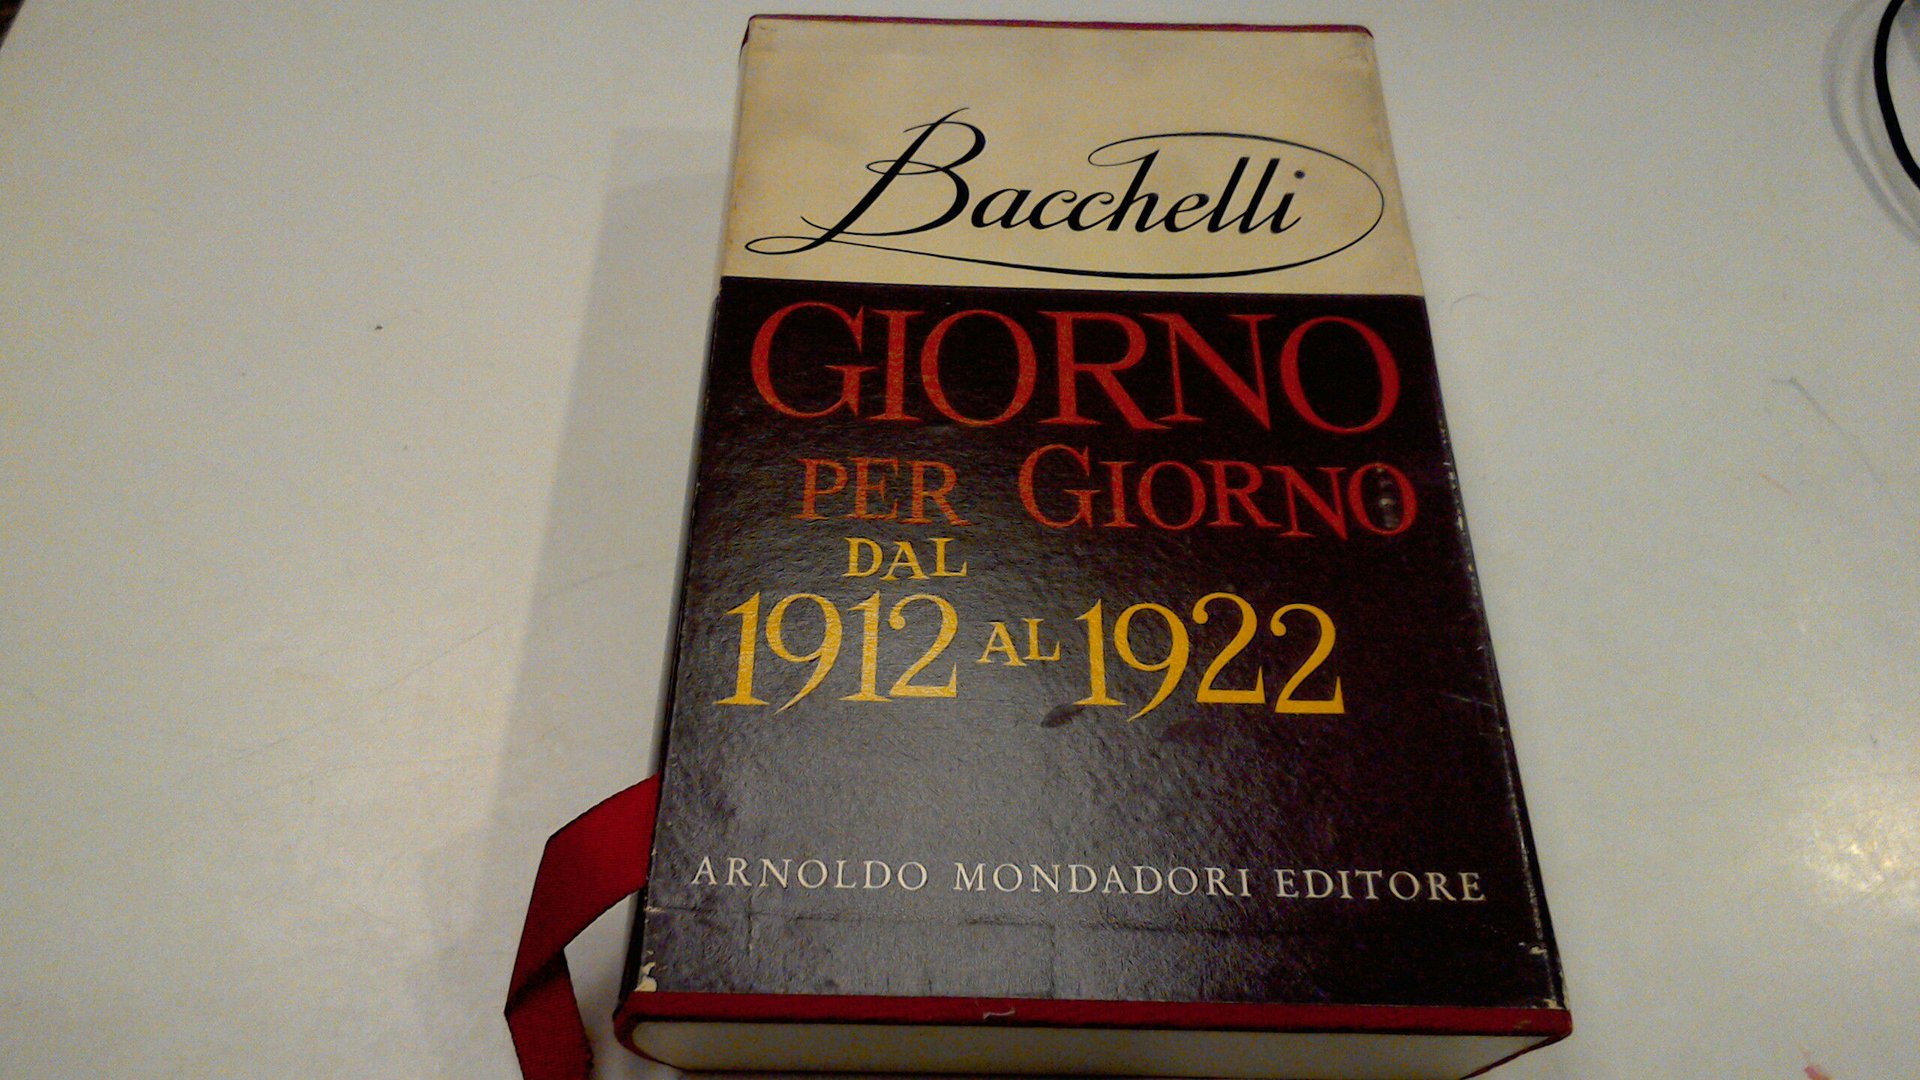 Bacchelli
GIORNO
PER GIORNO
DAL
1912 AL 1922
ARNOLDO MONDADORI EDITORE